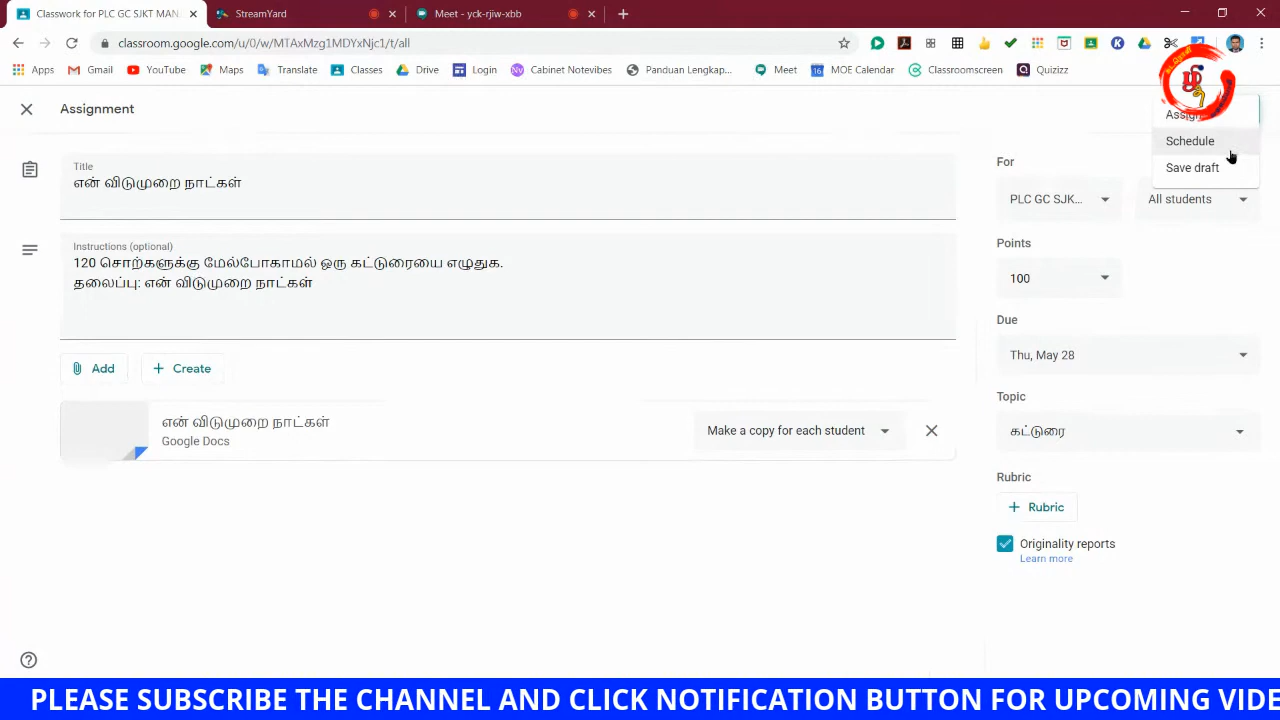 Classwork for PLC GC SJKT MAN
StreamYard
Meet - yck-rjiw-xbb
classroom.google.com/u/0/w/MTAxMzg1MDYxNjc1/t/all
Apps
Gmail
YouTube
Maps
Translate
Classes
Drive
Login
Cabinet Notevibes
Panduan Lengkap...
Meet
MOE Calendar
Classroomscreen
Quizizz
Assignment
Schedule
Save draft
Title
என் விடுமுறை நாட்கள்
Instructions (optional)
120 சொற்களுக்கு மேல்போகாமல் ஒரு கட்டுரையை எழுதுக.
தலைப்பு: என் விடுமுறை நாட்கள்
Add
Create
என் விடுமுறை நாட்கள்
Google Docs
Make a copy for each student
For
PLC GC SJK...
All students
Points
100
Due
Thu, May 28
Topic
கட்டுரை
Rubric
Rubric
Originality reports
Learn more
PLEASE SUBSCRIBE THE CHANNEL AND CLICK NOTIFICATION BUTTON FOR UPCOMING VIDE